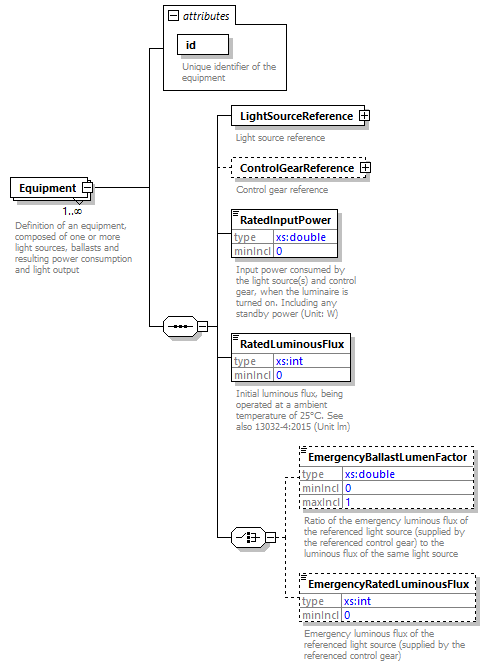 attributes
id
Unique identifier of the
equipment
LightSourceReference
Light source reference
ControlGearReference
Control gear reference
Equipment
1..∞
Definition of an equipment,
composed of one or more
light sources, ballasts and
resulting power consumption
and light output
RatedInputPower
type xs:double
minIncl 0
Input power consumed by
the light source(s) and control
gear, when the luminaire is
turned on. Including any
standby power (Unit: W)
RatedLuminousFlux
type xs:int
minIncl 0
Initial luminous flux, being
operated at a ambient
temperature of 25°C. See
also 13032-4:2015 (Unit lm)
EmergencyBallastLumenFactor
type xs:double
minIncl 0
maxIncl 1
Ratio of the emergency luminous flux of
the referenced light source (supplied by
the referenced control gear) to the
luminous flux of the same light source
EmergencyRatedLuminousFlux
type xs:int
minIncl 0
Emergency luminous flux of the
referenced light source (supplied by the
referenced control gear)